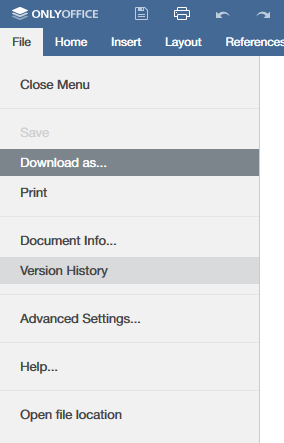 ONLYOFFICE
File Home Insert Layout References
Close Menu
Save
Download as...
Print
Document Info...
Version History
Advanced Settings...
Help...
Open file location